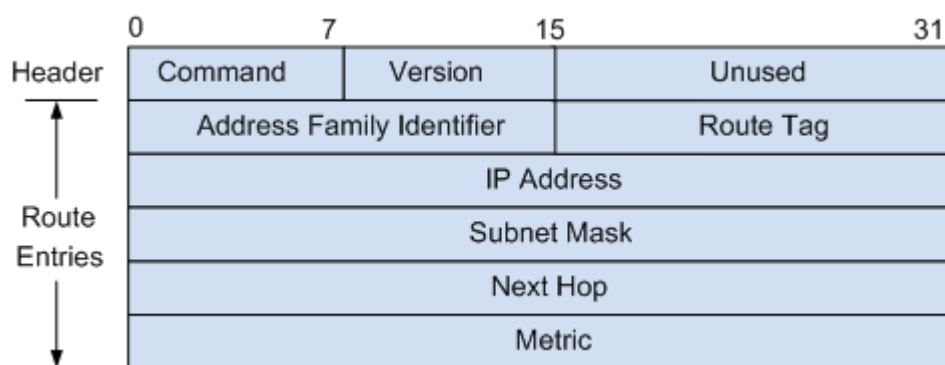 0 7 15 31
Header Command Version Unused
Address Family Identifier Route Tag
IP Address
Subnet Mask
Route
Entries
Next Hop
Metric